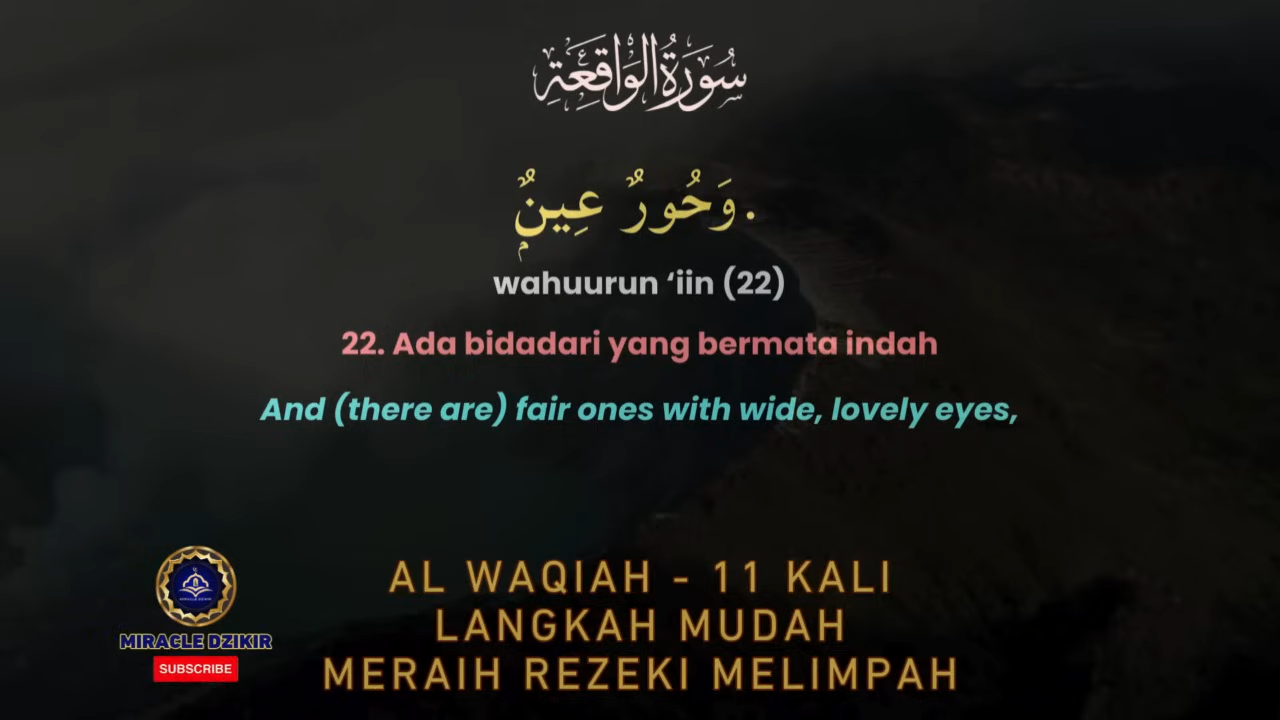 سُورَةُ الوَاقِعَةِ
.وَحُورٌ عِينٌۭ
wahuurun ‘iin (22)
22. Ada bidadari yang bermata indah
And (there are) fair ones with wide, lovely eyes,
AL WAQIAH - 11 KALI
LANGKAH MUDAH
MERAIH REZEKI MELIMPAH
MIRACLE DZIKIR
SUBSCRIBE